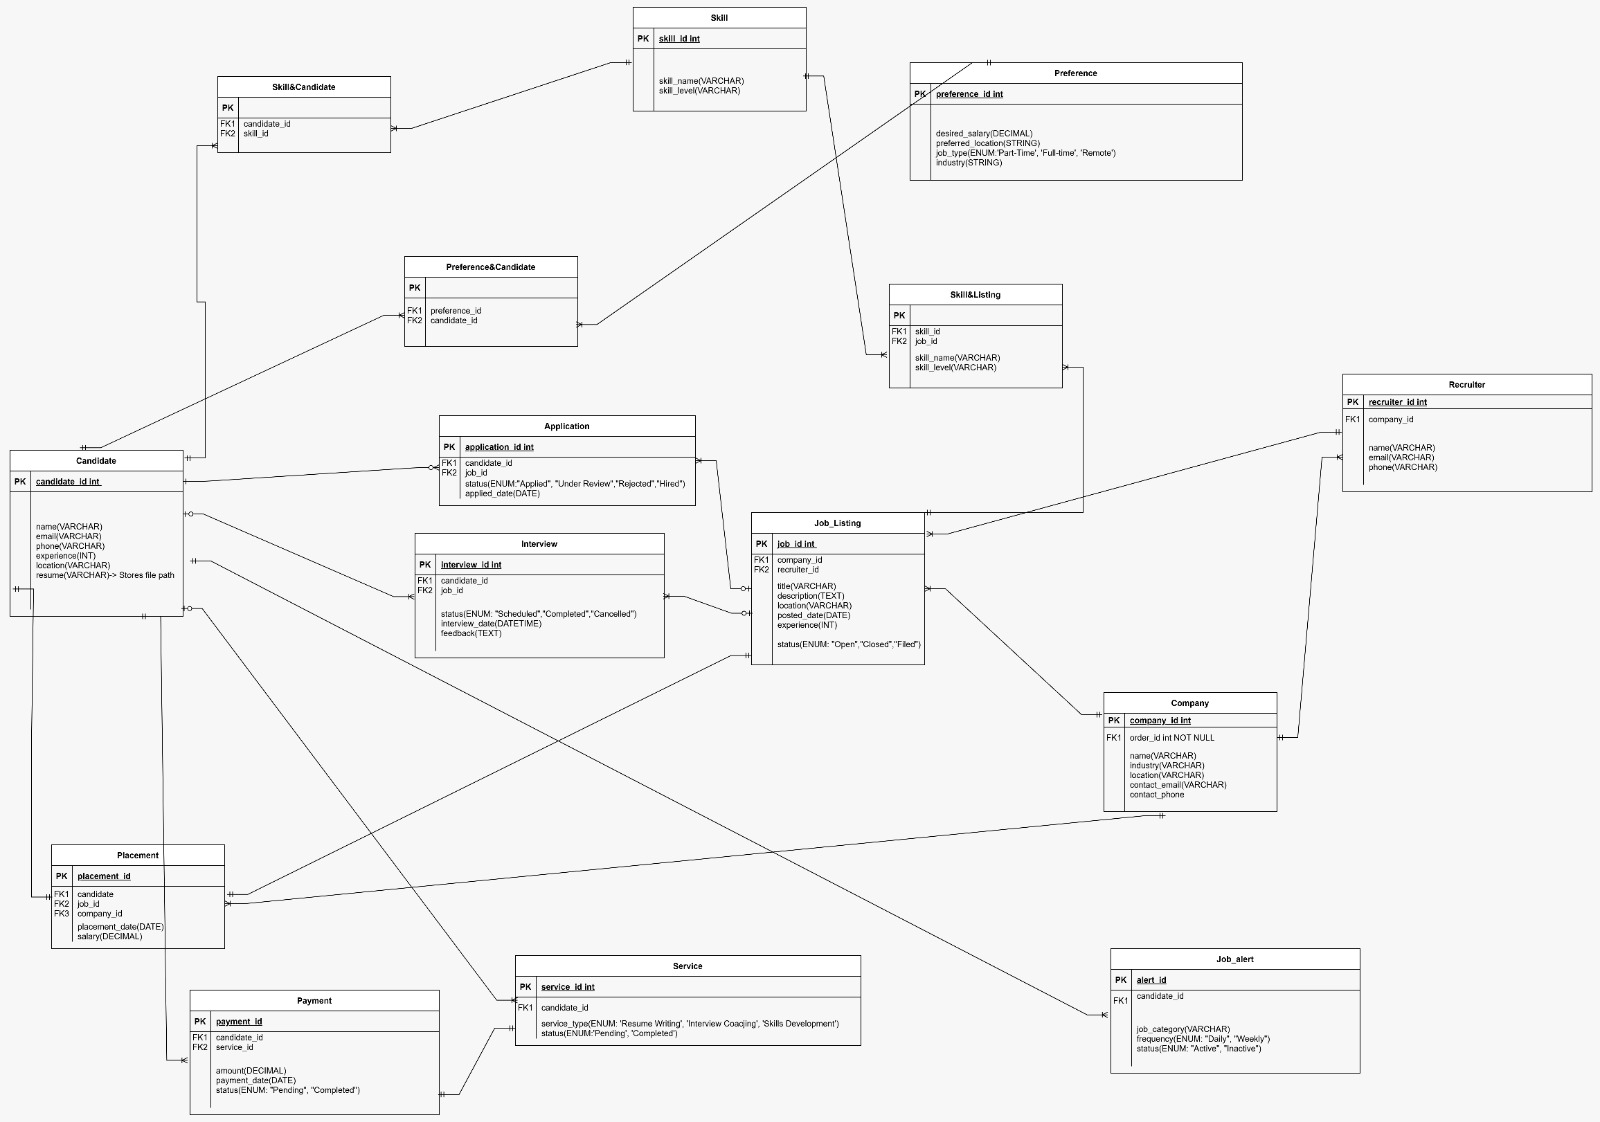 Skill
PK skill_id int
skill_name(VARCHAR)
skill_level(VARCHAR)
Skill&Candidate
PK
FK1 candidate_id
FK2 skill_id
Preference
PK preference_id int
desired_salary(DECIMAL)
preferred_location(STRING)
job_type(ENUM:'Part-Time', 'Full-time', 'Remote')
industry(STRING)
Preference&Candidate
PK
FK1 preference_id
FK2 candidate_id
Skill&Listing
PK
FK1 skill_id
FK2 job_id
skill_name(VARCHAR)
skill_level(VARCHAR)
Recruiter
PK recruiter_id int
FK1 company_id
name(VARCHAR)
email(VARCHAR)
phone(VARCHAR)
Application
PK application_id int
FK1 candidate_id
FK2 job_id
status(ENUM:"Applied", "Under Review","Rejected","Hired")
applied_date(DATE)
Candidate
PK candidate_id int
name(VARCHAR)
email(VARCHAR)
phone(VARCHAR)
experience(INT)
location(VARCHAR)
resume(VARCHAR)-> Stores file path
Interview
PK interview_id int
FK1 candidate_id
FK2 job_id
status(ENUM: "Scheduled","Completed","Cancelled")
interview_date(DATETIME)
feedback(TEXT)
Job_Listing
PK job_id int
FK1 company_id
FK2 recruiter_id
title(VARCHAR)
description(TEXT)
location(VARCHAR)
posted_date(DATE)
experience(INT)
status(ENUM: "Open","Closed","Filed")
Company
PK company_id int
FK1 order_id int NOT NULL
name(VARCHAR)
industry(VARCHAR)
location(VARCHAR)
contact_email(VARCHAR)
contact_phone
Placement
PK placement_id
FK1 candidate
FK2 job_id
FK3 company_id
placement_date(DATE)
salary(DECIMAL)
Service
PK service_id int
FK1 candidate_id
service_type(ENUM: 'Resume Writing', 'Interview Coacjing', 'Skills Development')
status(ENUM:'Pending', 'Completed')
Job_alert
PK alert_id
FK1 candidate_id
job_category(VARCHAR)
frequency(ENUM: "Daily", "Weekly")
status(ENUM: "Active", "Inactive")
Payment
PK payment_id
FK1 candidate_id
FK2 service_id
amount(DECIMAL)
payment_date(DATE)
status(ENUM: "Pending", "Completed")